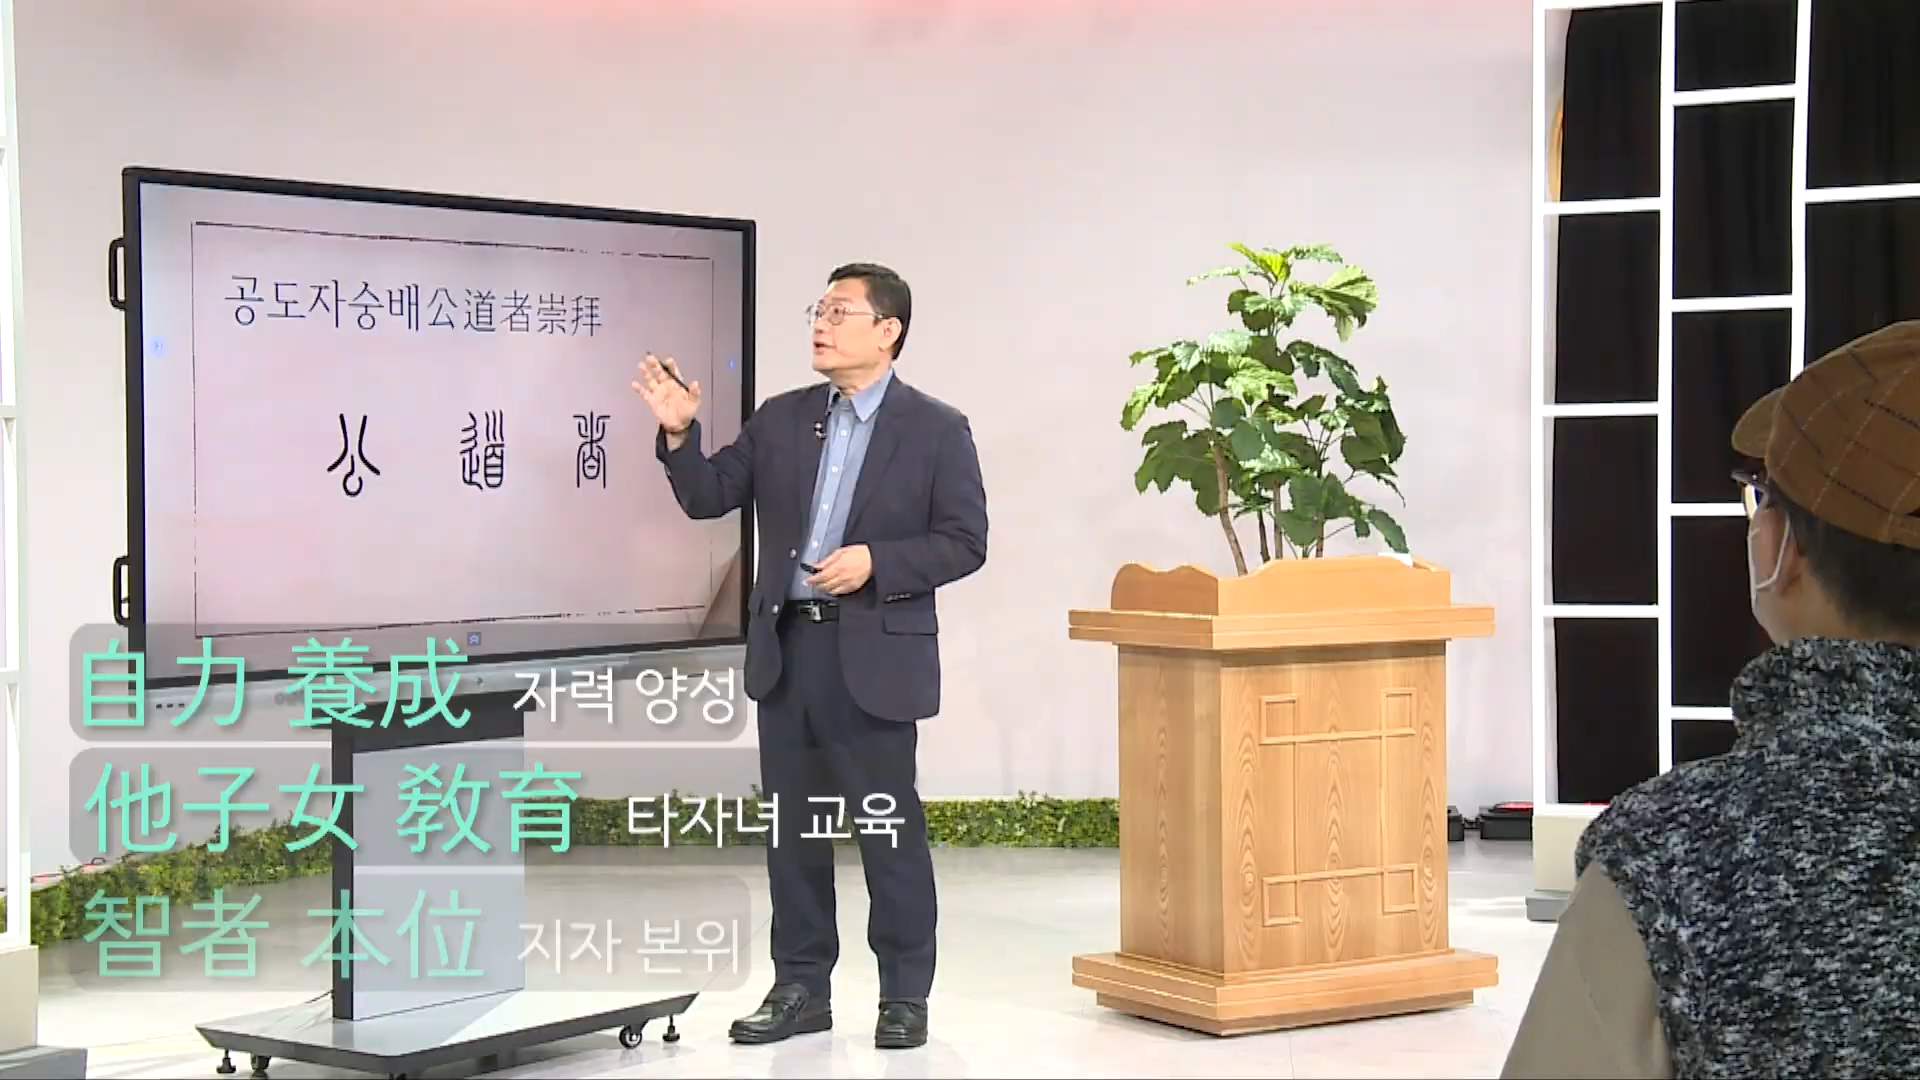 공도자숭배公道者崇拜
公 道 者
自力 養成 자력 양성
他子女 敎育 타자녀 교육
智者 本位 지자 본위